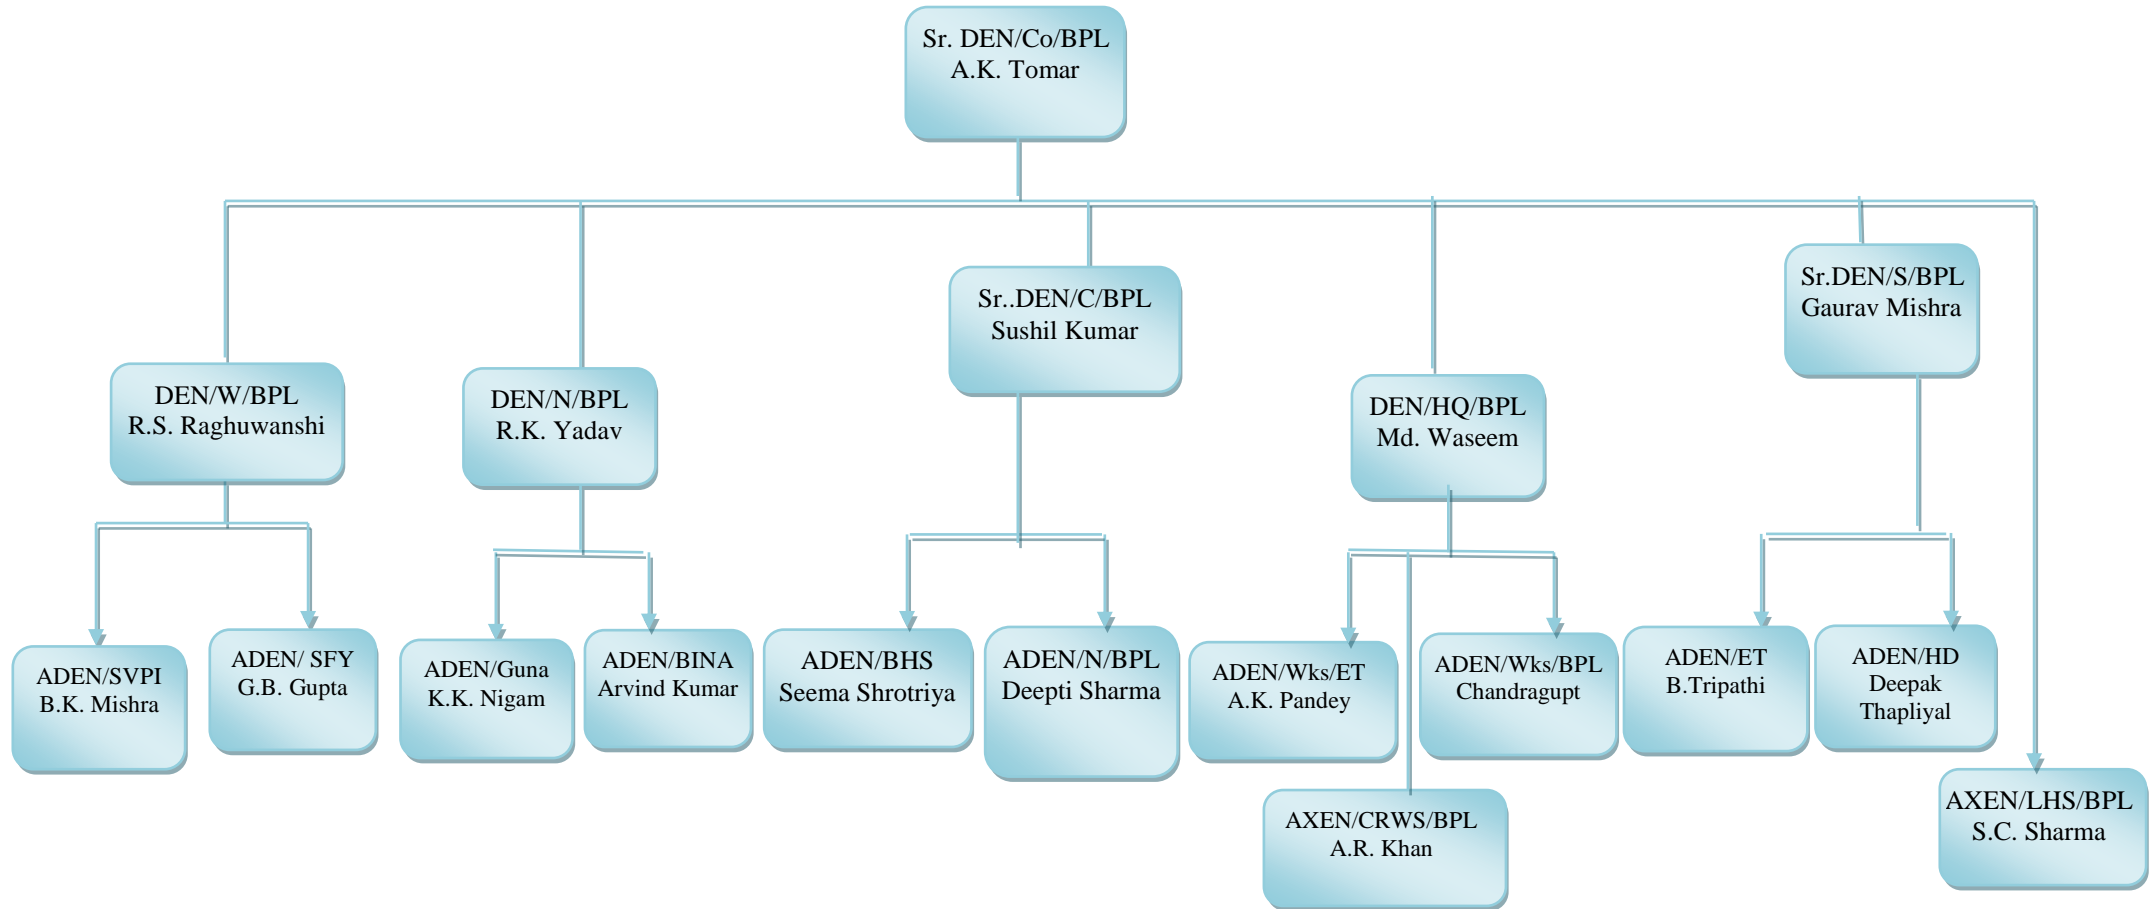 Sr. DEN/Co/BPL
A.K. Tomar
DEN/W/BPL
R.S. Raghuwanshi
DEN/N/BPL
R.K. Yadav
Sr..DEN/C/BPL
Sushil Kumar
DEN/HQ/BPL
Md. Waseem
Sr.DEN/S/BPL
Gaurav Mishra
ADEN/SVPI
B.K. Mishra
ADEN/ SFY
G.B. Gupta
ADEN/Guna
K.K. Nigam
ADEN/BINA
Arvind Kumar
ADEN/BHS
Seema Shrotriya
ADEN/N/BPL
Deepti Sharma
ADEN/Wks/ET
A.K. Pandey
ADEN/Wks/BPL
Chandragupt
ADEN/ET
B.Tripathi
ADEN/HD
Deepak
Thapliyal
AXEN/CRWS/BPL
A.R. Khan
AXEN/LHS/BPL
S.C. Sharma